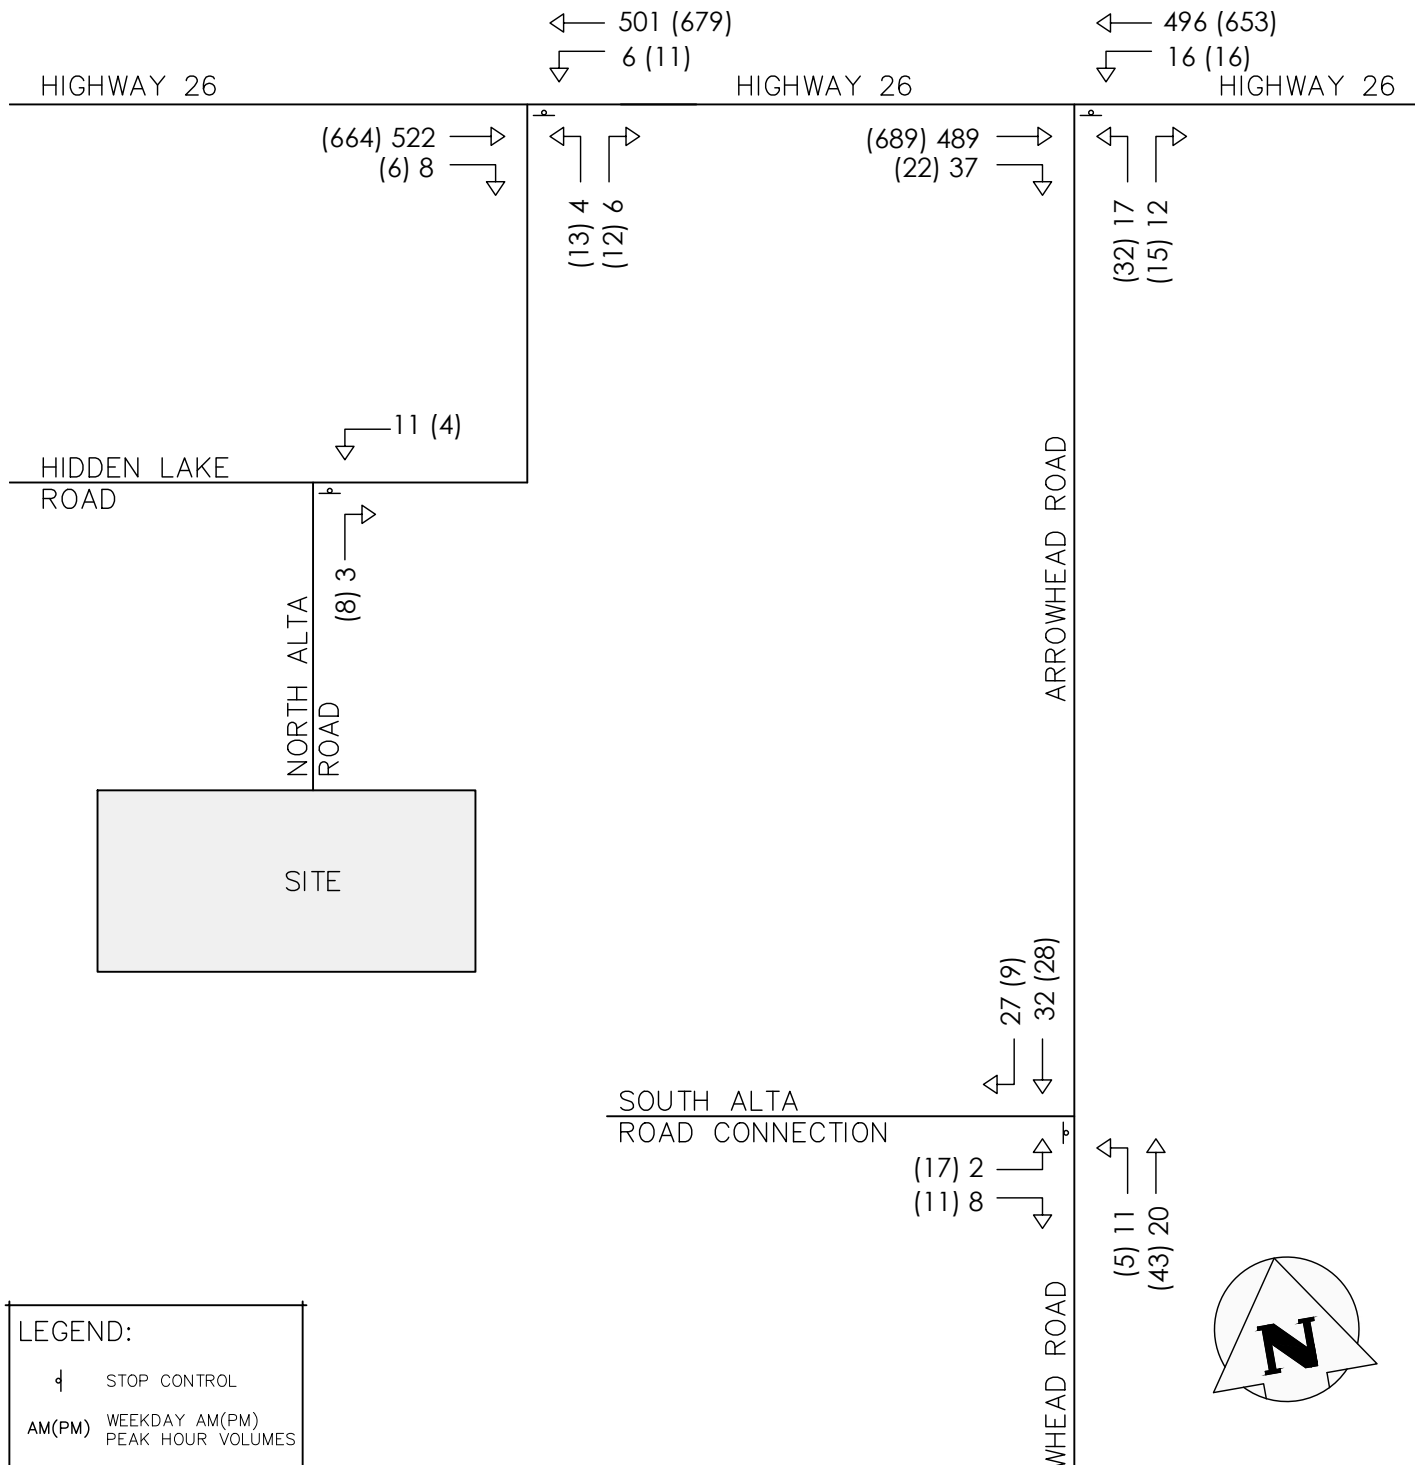 501 (679)
6 (11)
496 (653)
16 (16)
HIGHWAY 26
HIGHWAY 26
HIGHWAY 26
(664) 522
(6) 8
(13) 4
(12) 6
(689) 489
(22) 37
(32) 17
(15) 12
11 (4)
HIDDEN LAKE
ROAD
(8) 3
NORTH ALTA
ROAD
ARROWHEAD ROAD
SITE
27 (9)
32 (28)
SOUTH ALTA
ROAD CONNECTION
(17) 2
(11) 8
(5) 11
(43) 20
WHEAD ROAD
N
LEGEND:
STOP CONTROL
AM(PM) WEEKDAY AM(PM)
PEAK HOUR VOLUMES